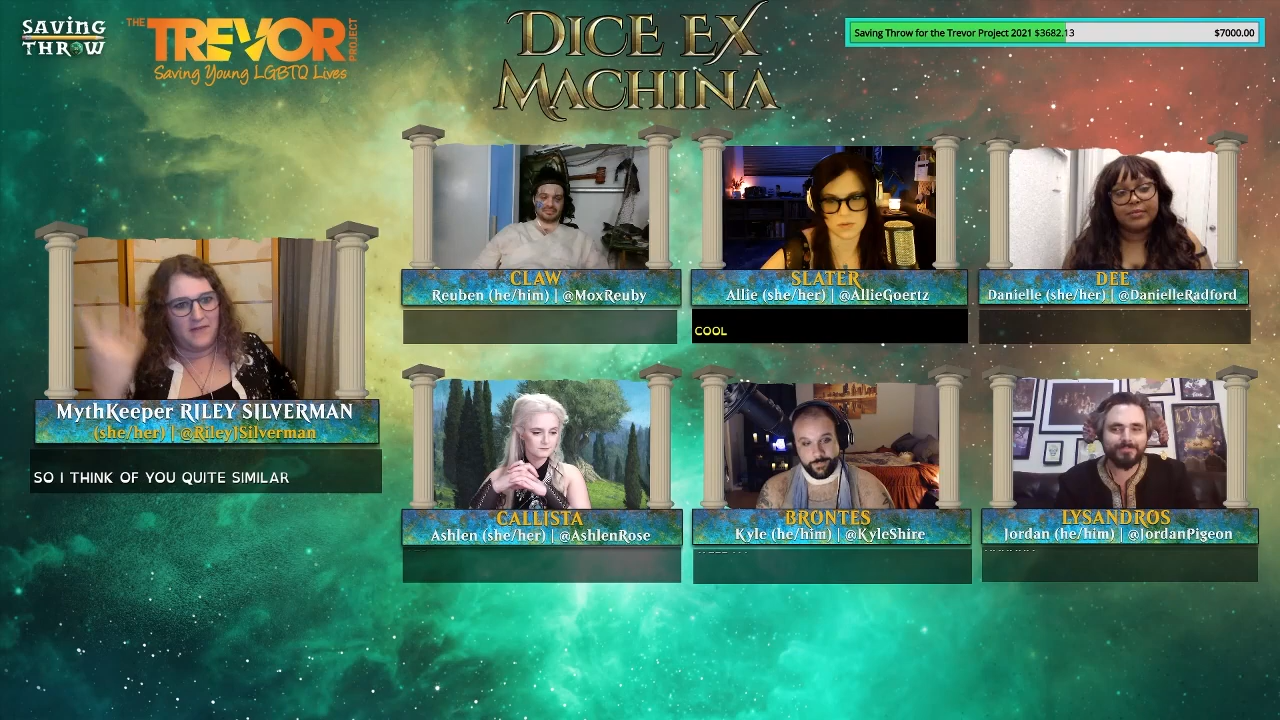 SAVING
THROW
THE
TREVOR
PROJECT
Saving Young LGBTQ Lives
DICE EX
MACHINA
Saving Throw for the Trevor Project 2021 $3682.13
$7000.00
CLAW
Reuben (he/him) | @MoxReuby
SLATER
Allie (she/her) | @AllieGoertz
COOL
DEE
Danielle (she/her) | @DanielleRadford
MythKeeper RILEY SILVERMAN
(she/her) | @RileyJSilverman
SO I THINK OF YOU QUITE SIMILAR
CALLISTA
Ashlen (she/her) | @AshlenRose
BRONTES
Kyle (he/him) | @KyleShire
LYSANDROS
Jordan (he/him) | @JordanPigeon